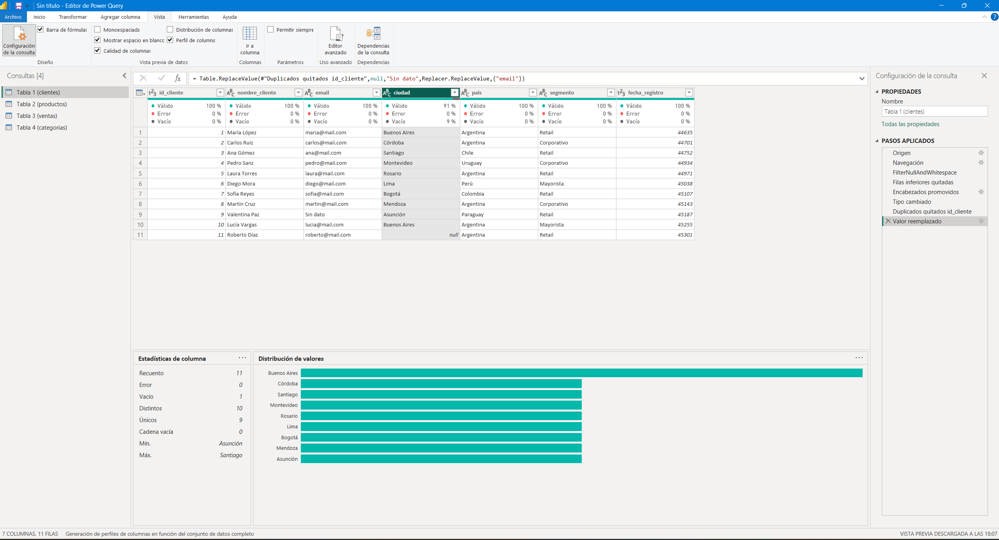 Sin título - Editor de Power Query
Archivo Inicio Transformar Agregar columna Vista Herramientas Ayuda
Configuración de la consulta
Barra de fórmulas
Diseño
Monoespaciada
Mostrar espacio en blanco
Calidad de columnas
Distribución de columnas
Perfil de columna
Vista previa de datos
Ir a columna
Columnas
Permitir siempre
Parámetros
Editor avanzado
Uso avanzado
Dependencias de la consulta
Dependencias
Consultas [4]
Tabla 1 (clientes)
Tabla 2 (productos)
Tabla 3 (ventas)
Tabla 4 (categorias)
fx
= Table.ReplaceValue(#"Duplicados quitados id_cliente",null,"Sin dato",Replacer.ReplaceValue,{"email"})
1²3 id_cliente ABC nombre_cliente ABC email ABC ciudad ABC pais ABC segmento 1²3 fecha_registro
Válido 100 % Válido 100 % Válido 100 % Válido 91 % Válido 100 % Válido 100 % Válido 100 %
Error 0 % Error 0 % Error 0 % Error 0 % Error 0 % Error 0 % Error 0 %
Vacío 0 % Vacío 0 % Vacío 0 % Vacío 9 % Vacío 0 % Vacío 0 % Vacío 0 %
1 1 María López maria@mail.com Buenos Aires Argentina Retail 44635
2 2 Carlos Ruiz carlos@mail.com Córdoba Argentina Corporativo 44701
3 3 Ana Gómez ana@mail.com Santiago Chile Retail 44752
4 4 Pedro Sanz pedro@mail.com Montevideo Uruguay Corporativo 44934
5 5 Laura Torres laura@mail.com Rosario Argentina Retail 44971
6 6 Diego Mora diego@mail.com Lima Perú Mayorista 45038
7 7 Sofía Reyes sofia@mail.com Bogotá Colombia Retail 45107
8 8 Martín Cruz martin@mail.com Mendoza Argentina Corporativo 45143
9 9 Valentina Paz Sin dato Asunción Paraguay Retail 45187
10 10 Lucía Vargas lucia@mail.com Buenos Aires Argentina Mayorista 45255
11 11 Roberto Díaz roberto@mail.com null Argentina Retail 45301
Estadísticas de columna ...
Recuento 11
Error 0
Vacío 1
Distintos 10
Únicos 9
Cadena vacía 0
Mín. Asunción
Máx. Santiago
Distribución de valores ...
Buenos Aires
Córdoba
Santiago
Montevideo
Rosario
Lima
Bogotá
Mendoza
Asunción
Configuración de la consulta
PROPIEDADES
Nombre
Tabla 1 (clientes)
Todas las propiedades
PASOS APLICADOS
Origen
Navegación
FilterNullAndWhitespace
Filas inferiores quitadas
Encabezados promovidos
Tipo cambiado
Duplicados quitados id_cliente
Valor reemplazado
7 COLUMNAS, 11 FILAS Generación de perfiles de columnas en función del conjunto de datos completo
VISTA PREVIA DESCARGADA A LAS 18:07